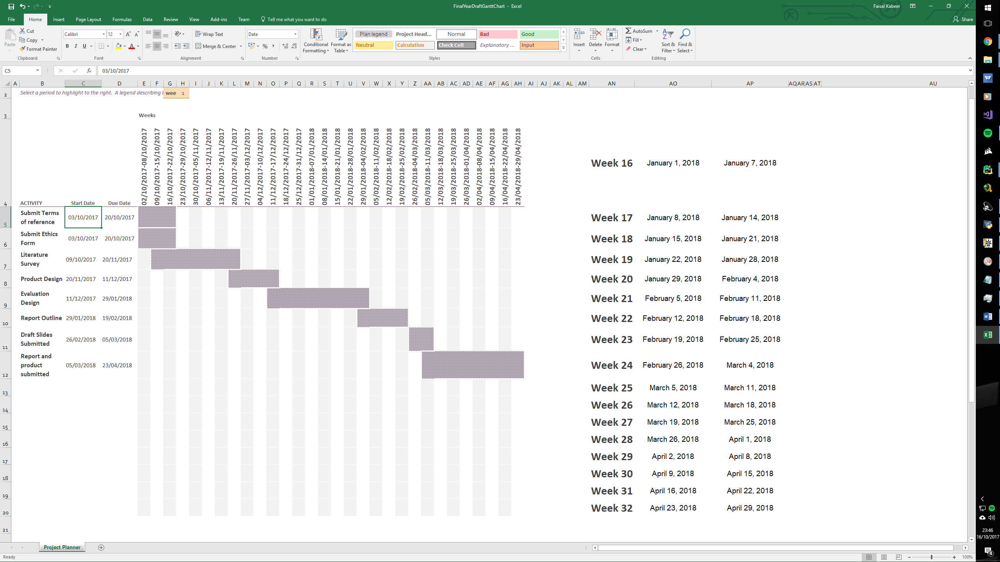 FinalYearDraftGanttChart - Excel
Faisal Kabeer
File Home Insert Page Layout Formulas Data Review View Add-ins Team Tell me what you want to do Share
Paste Cut Copy Format Painter Clipboard
Calibri 12 B I U A A A Font
Wrap Text Merge & Center Alignment
Date % , Number
Conditional Formatting Format as Table
Plan legend Project Head... Normal Bad Good
Neutral Calculation Check Cell Explanatory ... Input
Styles
Insert Delete Format Cells
AutoSum Fill Clear Sort & Filter Find & Select Editing
C5 fx 03/10/2017
A B C D E F G H I J K L M N O P Q R S T U V W X Y Z AA AB AC AD AE AF AG AH AI AJ AK AL AM AN AO AP AQ AR AS AT AU
2 Select a period to highlight to the right. A legend describing t wee 1
3 Weeks
02/10/2017-08/10/2017
09/10/2017-15/10/2017
16/10/2017-22/10/2017
23/10/2017-29/10/2017
30/10/2017-05/11/2017
06/11/2017-12/11/2017
13/11/2017-19/11/2017
20/11/2017-26/11/2017
27/11/2017-03/12/2017
04/12/2017-10/12/2017
11/12/2017-17/12/2017
18/12/2017-24/12/2017
25/12/2017-31/12/2017
01/01/2018-07/01/2018
08/01/2018-14/01/2018
15/01/2018-21/01/2018
22/01/2018-28/01/2018
29/01/2018-04/02/2018
05/02/2018-11/02/2018
12/02/2018-18/02/2018
19/02/2018-25/02/2018
26/02/2018-04/03/2018
05/03/2018-11/03/2018
12/03/2018-18/03/2018
19/03/2018-25/03/2018
26/03/2018-01/04/2018
02/04/2018-08/04/2018
09/04/2018-15/04/2018
16/04/2018-22/04/2018
23/04/2018-29/04/2018
Week 16 January 1, 2018 January 7, 2018
4 ACTIVITY Start Date Due Date
5 Submit Terms of reference 03/10/2017 20/10/2017 Week 17 January 8, 2018 January 14, 2018
6 Submit Ethics Form 03/10/2017 20/10/2017 Week 18 January 15, 2018 January 21, 2018
7 Literature Survey 09/10/2017 20/11/2017 Week 19 January 22, 2018 January 28, 2018
8 Product Design 20/11/2017 11/12/2017 Week 20 January 29, 2018 February 4, 2018
9 Evaluation Design 11/12/2017 29/01/2018 Week 21 February 5, 2018 February 11, 2018
10 Report Outline 29/01/2018 19/02/2018 Week 22 February 12, 2018 February 18, 2018
11 Draft Slides Submitted 26/02/2018 05/03/2018 Week 23 February 19, 2018 February 25, 2018
12 Report and product submitted 05/03/2018 23/04/2018 Week 24 February 26, 2018 March 4, 2018
13 Week 25 March 5, 2018 March 11, 2018
14 Week 26 March 12, 2018 March 18, 2018
15 Week 27 March 19, 2018 March 25, 2018
16 Week 28 March 26, 2018 April 1, 2018
17 Week 29 April 2, 2018 April 8, 2018
18 Week 30 April 9, 2018 April 15, 2018
19 Week 31 April 16, 2018 April 22, 2018
20 Week 32 April 23, 2018 April 29, 2018
21
Project Planner
Ready 100%
23:46
16/10/2017
4